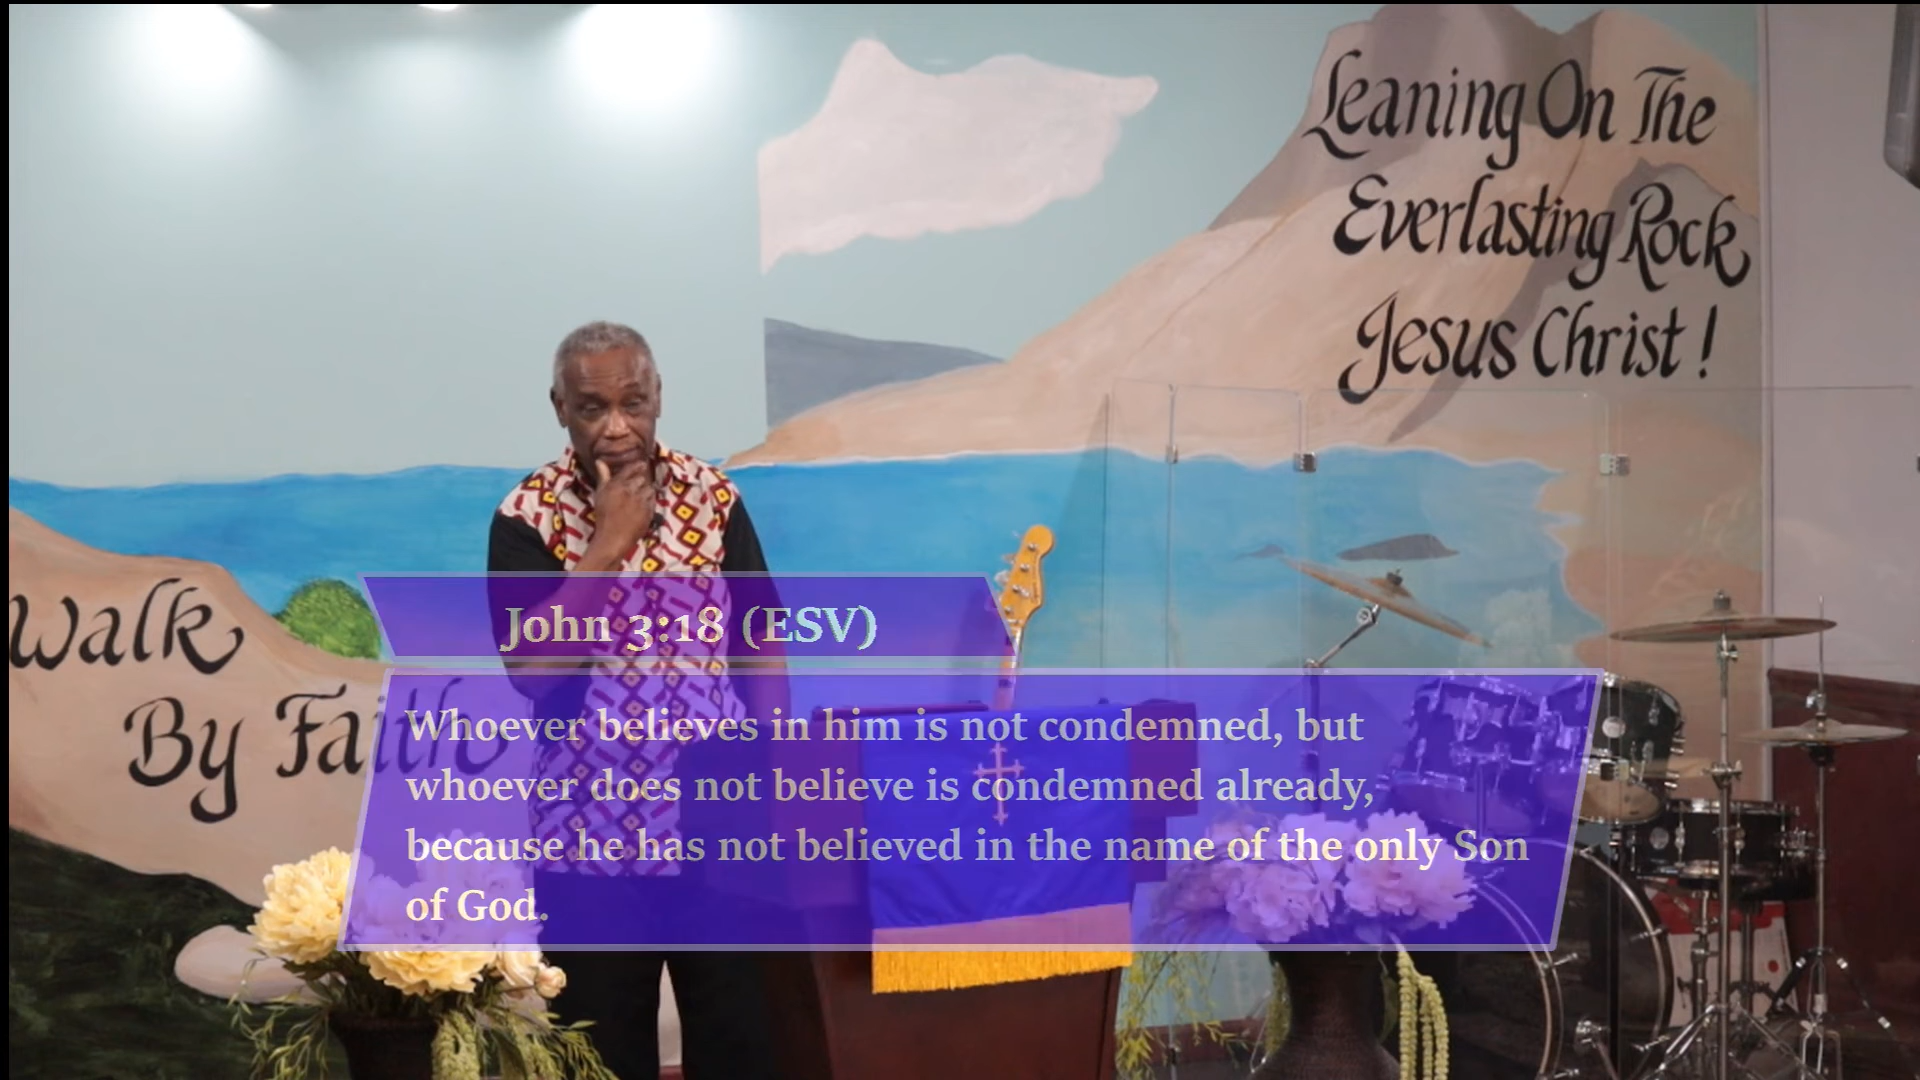 Leaning On The
Everlasting Rock
Jesus Christ !
Walk
By Faith
John 3:18 (ESV)
Whoever believes in him is not condemned, but
whoever does not believe is condemned already,
because he has not believed in the name of the only Son
of God.